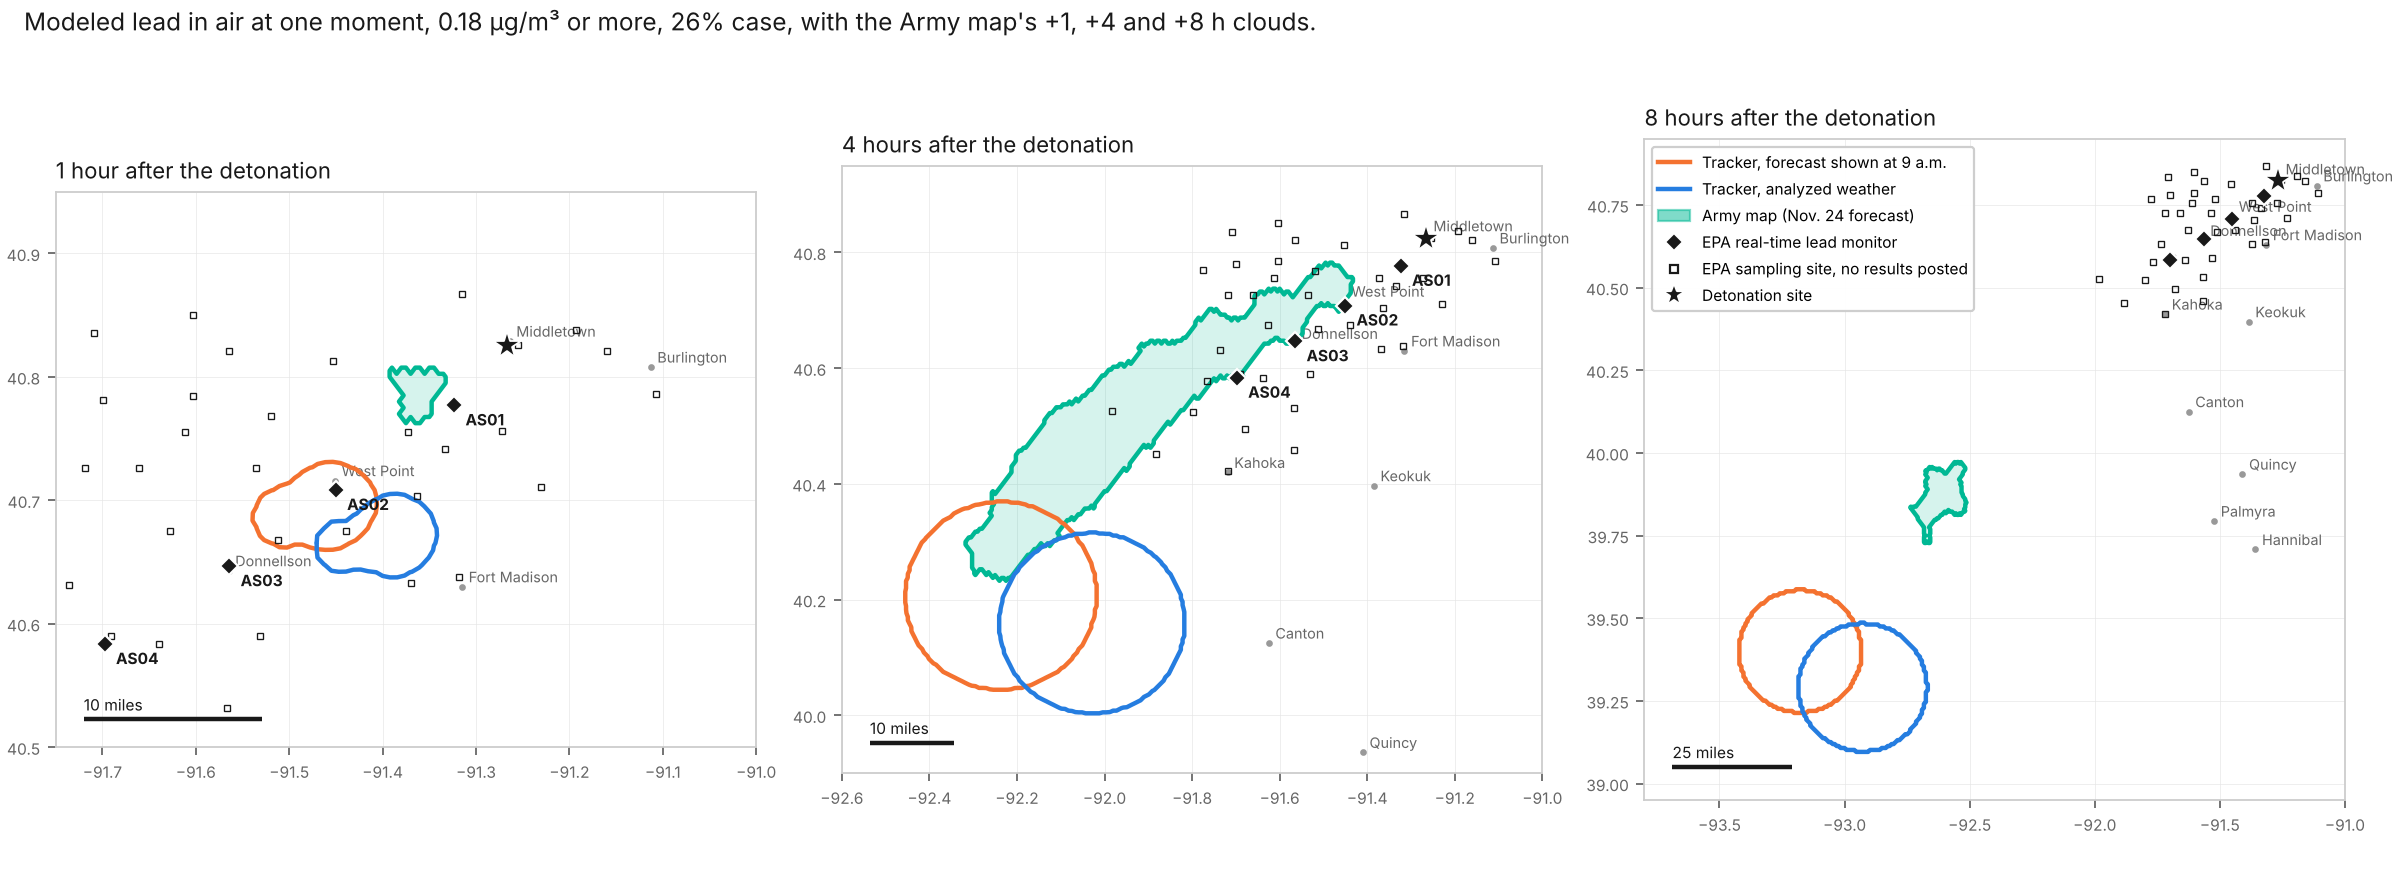 Modeled lead in air at one moment, 0.18 µg/m³ or more, 26% case, with the Army map's +1, +4 and +8 h clouds.
1 hour after the detonation
40.9
40.8
40.7
40.6
40.5
−91.7
−91.6
−91.5
−91.4
−91.3
−91.2
−91.1
−91.0
Middletown
Burlington
AS01
West Point
AS02
Donnellson
AS03
Fort Madison
AS04
10 miles
4 hours after the detonation
40.8
40.6
40.4
40.2
40.0
−92.6
−92.4
−92.2
−92.0
−91.8
−91.6
−91.4
−91.2
−91.0
Middletown
Burlington
AS01
West Point
AS02
Donnellson
Fort Madison
AS03
AS04
Kahoka
Keokuk
Canton
Quincy
10 miles
8 hours after the detonation
Tracker, forecast shown at 9 a.m.
Tracker, analyzed weather
Army map (Nov. 24 forecast)
EPA real-time lead monitor
EPA sampling site, no results posted
Detonation site
40.75
40.50
40.25
40.00
39.75
39.50
39.25
39.00
−93.5
−93.0
−92.5
−92.0
−91.5
−91.0
Middletown
Burlington
West Point
Donnellson
Fort Madison
Kahoka
Keokuk
Canton
Quincy
Palmyra
Hannibal
25 miles